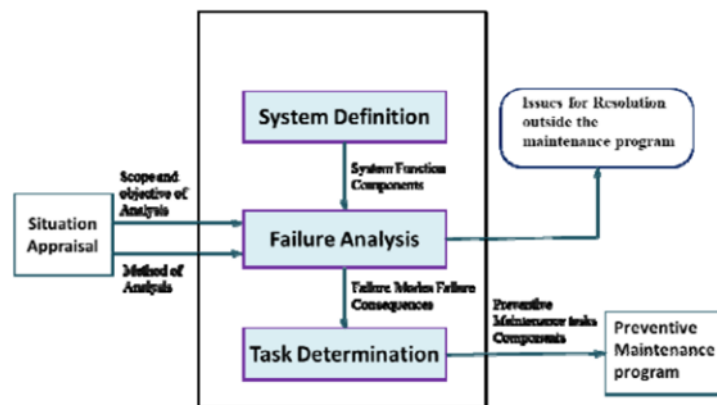 System Definition
Issues for Resolution
outside the
maintenance program
System Function
Components
Scope and
objective of
Analysis
Situation
Appraisal
Failure Analysis
Method of
Analysis
Failure Modes Failure
Consequences
Preventive
Maintenance tasks
Components
Task Determination
Preventive
Maintenance
program